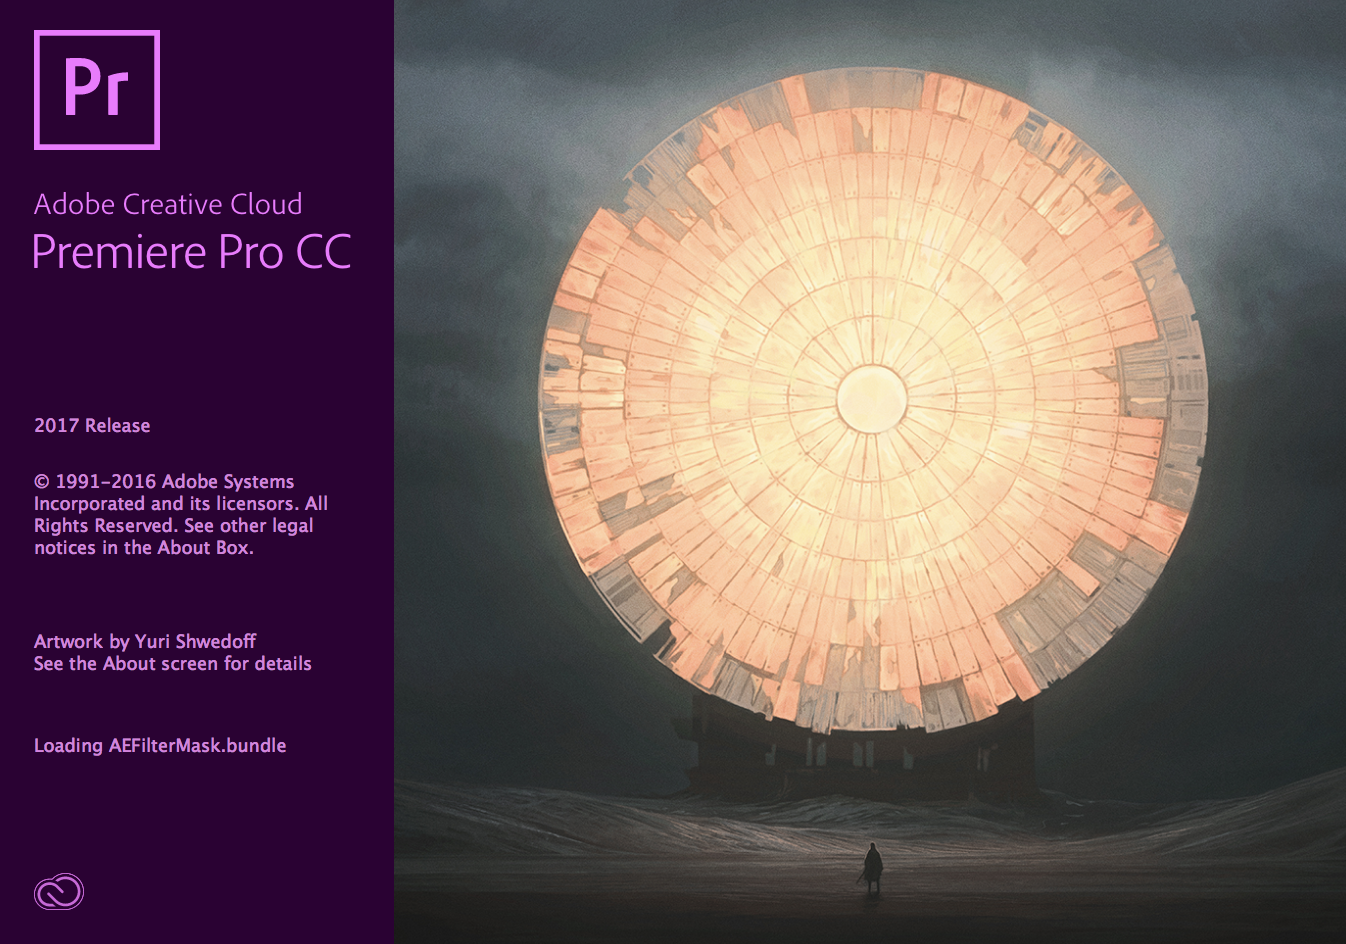 Pr
Adobe Creative Cloud
Premiere Pro CC
2017 Release
© 1991-2016 Adobe Systems
Incorporated and its licensors. All
Rights Reserved. See other legal
notices in the About Box.
Artwork by Yuri Shwedoff
See the About screen for details
Loading AEFilterMask.bundle